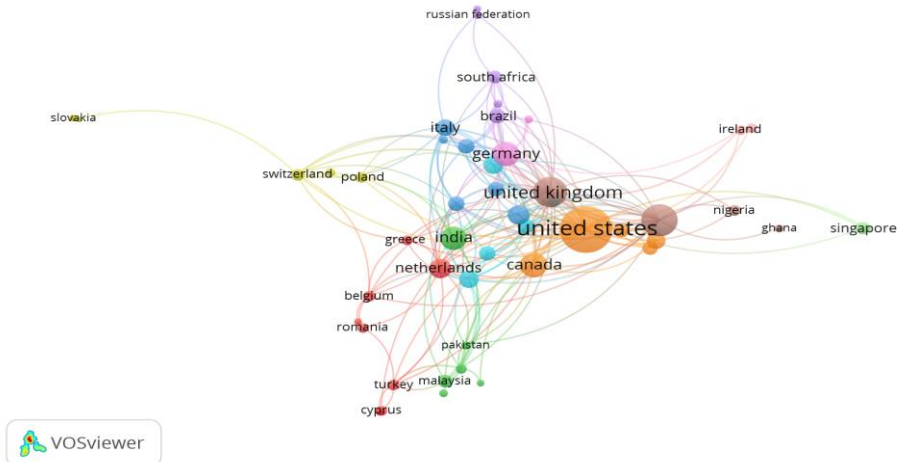 russian federation
south africa
brazil
slovakia
italy
ireland
germany
switzerland
poland
united kingdom
nigeria
ghana
singapore
united states
india
greece
netherlands
canada
belgium
romania
pakistan
turkey
malaysia
cyprus
VOSviewer